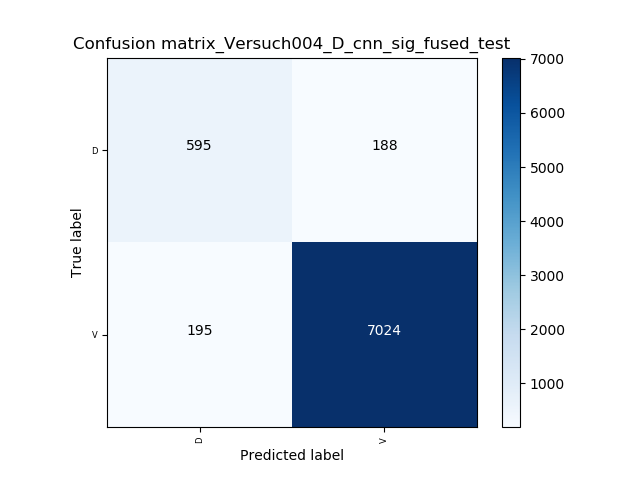 Confusion matrix_Versuch004_D_cnn_sig_fused_test
7000
6000
5000
4000
3000
2000
1000
True label
D
595
188
V
195
7024
D
V
Predicted label